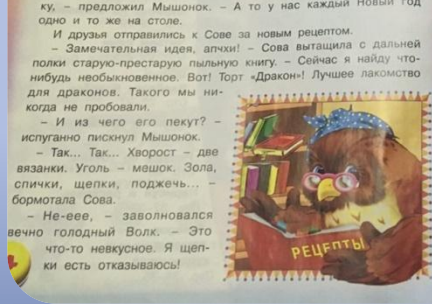 ку, – предложил Мышонок. – А то у нас каждый Новый год
одно и то же на столе.
И друзья отправились к Сове за новым рецептом.
– Замечательная идея, апчхи! – Сова вытащила с дальней
полки старую-престарую пыльную книгу. – Сейчас я найду что-
нибудь необыкновенное. Вот! Торт «Дракон»! Лучшее лакомство
для драконов. Такого мы ни-
когда не пробовали.
– И из чего его пекут? –
испуганно пискнул Мышонок.
– Так... Так... Хворост – две
вязанки. Уголь – мешок. Зола,
спички, щепки, поджечь... –
бормотала Сова.
– Не-еее, – заволновался
вечно голодный Волк. – Это
что-то невкусное. Я щеп-
ки есть отказываюсь!
РЕЦЕПТЫ